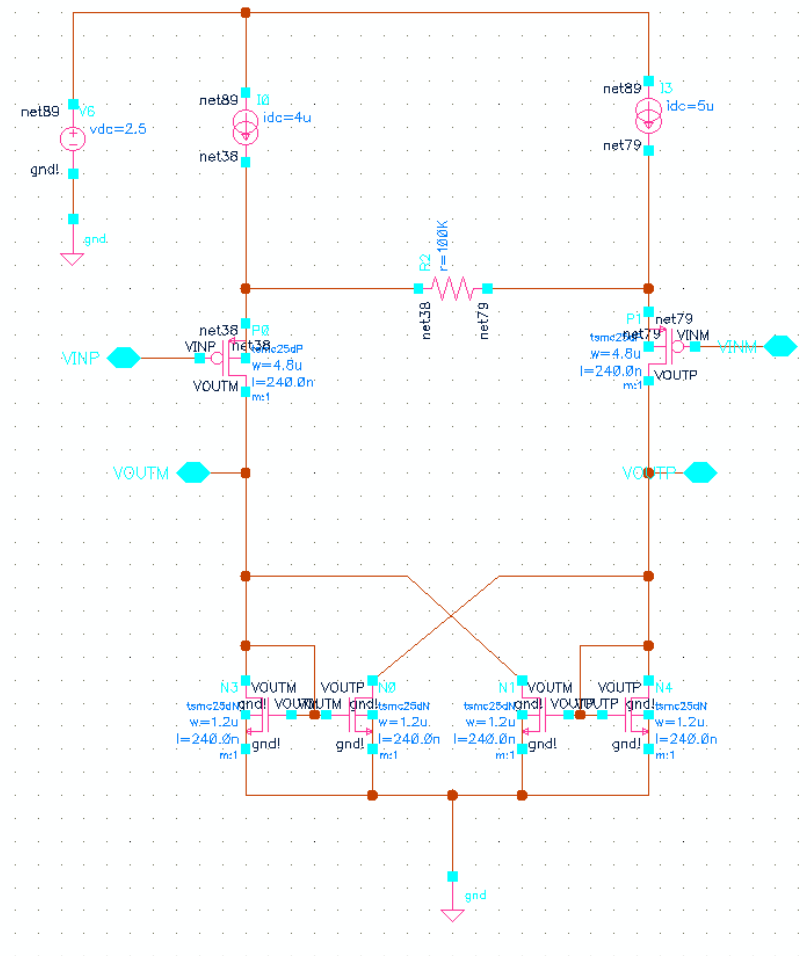 net89
I0
idc=4u
net38
net89
I3
idc=5u
net79
net89
V6
vdc=2.5
gnd!
gnd
R2
r=100K
net38
net79
net38
P0
VINP
VINP
net38
tsmc25dP
w=4.8u
l=240.0n
m:1
VOUTM
P1
net79
net79
VINM
VINM
w=4.8u
l=240.0n
m:1
VOUTP
VOUTM
VOUTP
N3
VOUTM
gnd!
tsmc25dN
w=1.2u
l=240.0n
m:1
gnd!
VOUTP
N0
gnd!
tsmc25dN
w=1.2u
l=240.0n
m:1
gnd!
N1
VOUTM
gnd!
tsmc25dN
w=1.2u
l=240.0n
m:1
gnd!
VOUTP
N4
gnd!
tsmc25dN
w=1.2u
l=240.0n
m:1
gnd!
gnd